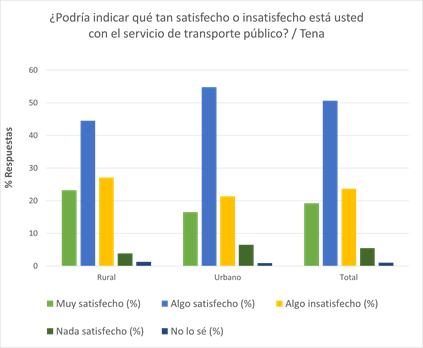 ¿Podría indicar qué tan satisfecho o insatisfecho está usted
con el servicio de transporte público? / Tena
% Respuestas
60
50
40
30
20
10
0
Rural
Urbano
Total
Muy satisfecho (%)
Algo satisfecho (%)
Algo insatisfecho (%)
Nada satisfecho (%)
No lo sé (%)